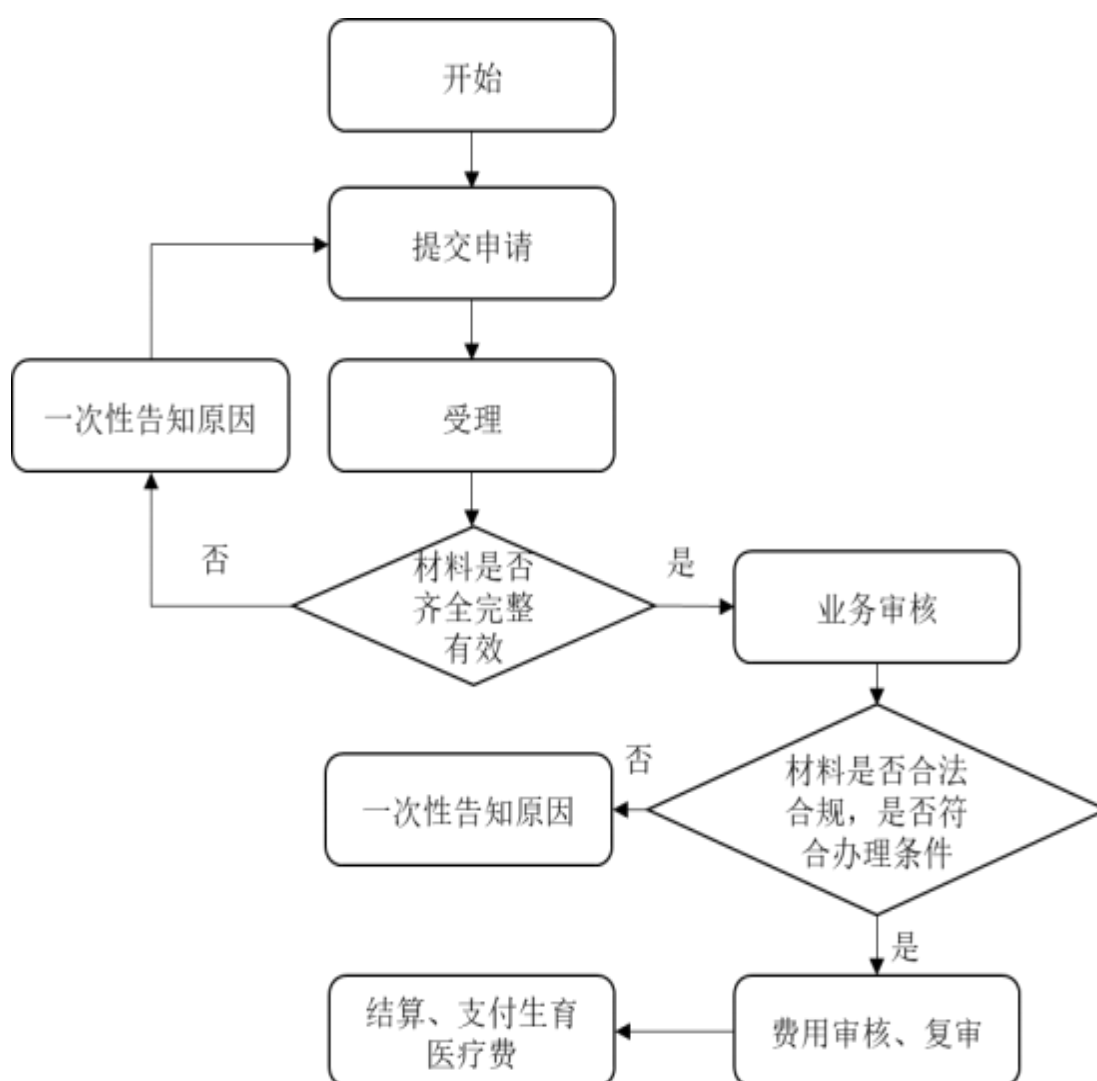 开始
提交申请
一次性告知原因
受理
否
材料是否
齐全完整
有效
是
业务审核
否
一次性告知原因
材料是否合法
合规，是否符
合办理条件
是
结算、支付生育
医疗费
费用审核、复审